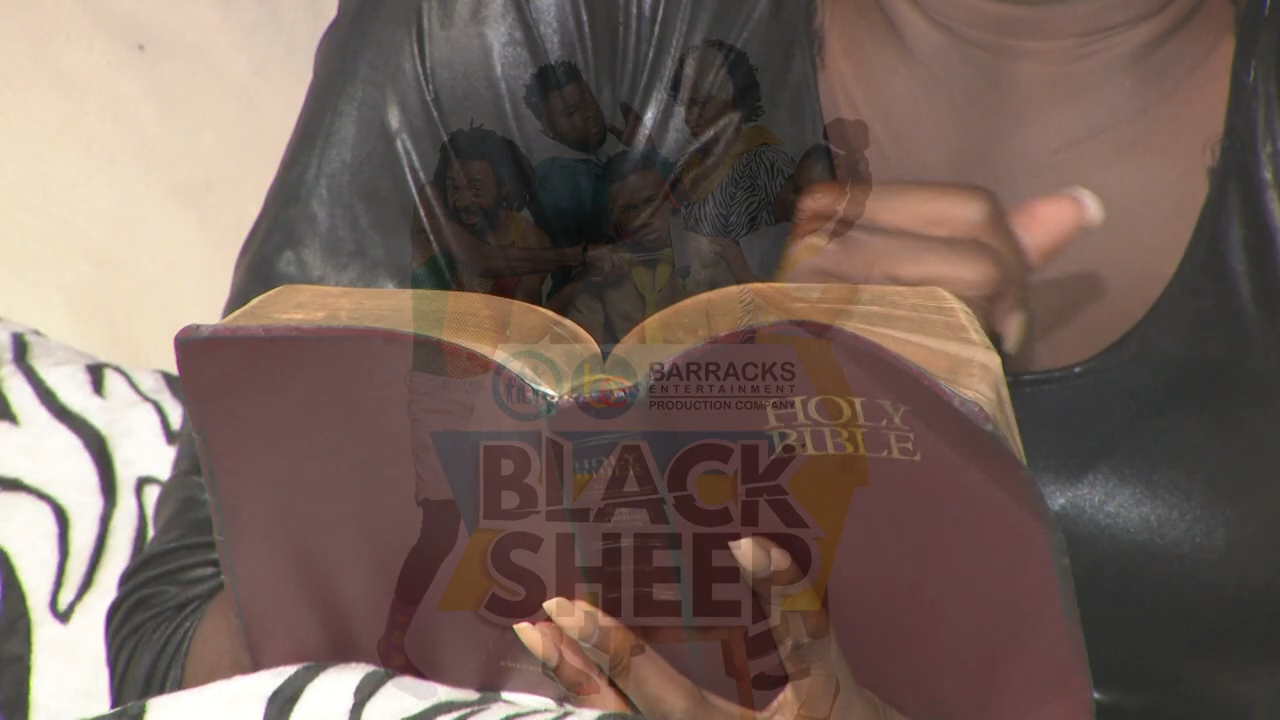 BARRACKS
ENTERTAINMENT
PRODUCTION COMPANY
HOLY
BIBLE
BLACK
SHEEP